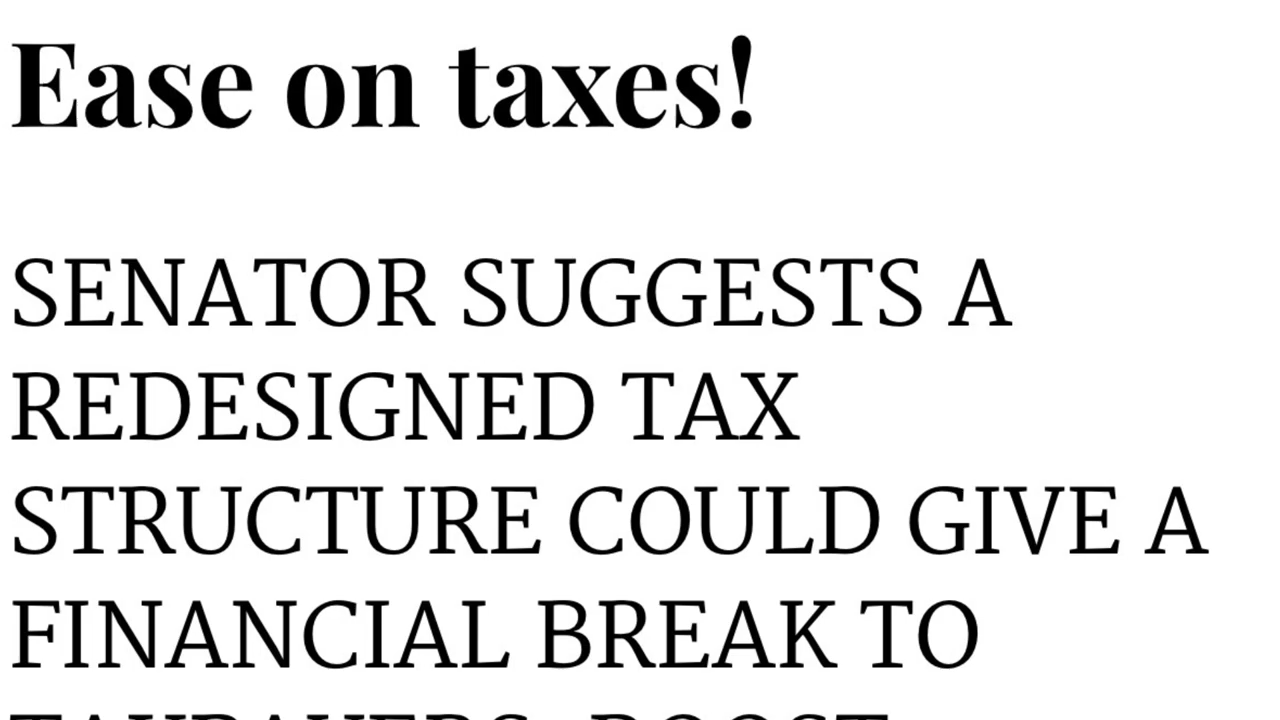 Ease on taxes!
SENATOR SUGGESTS A
REDESIGNED TAX
STRUCTURE COULD GIVE A
FINANCIAL BREAK TO